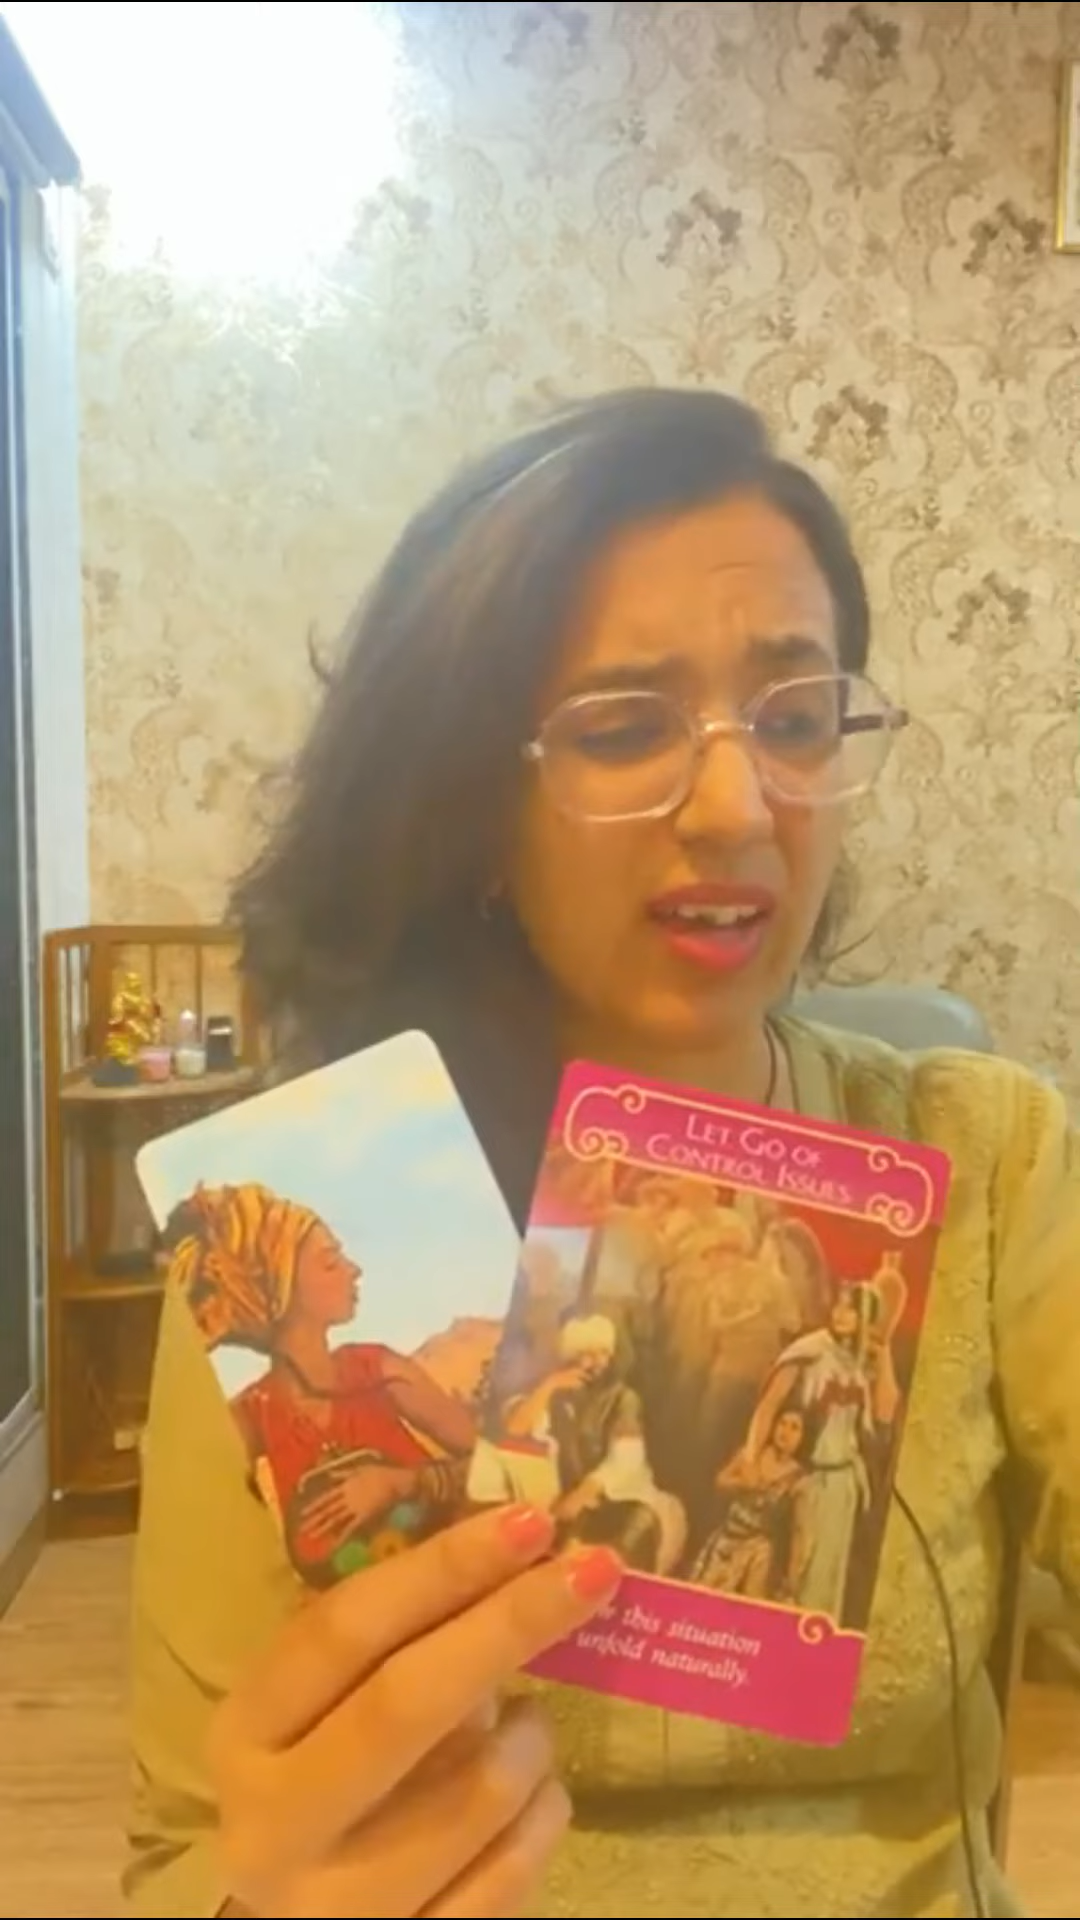 LET GO OF
CONTROL ISSUES
this situation
unfold naturally.